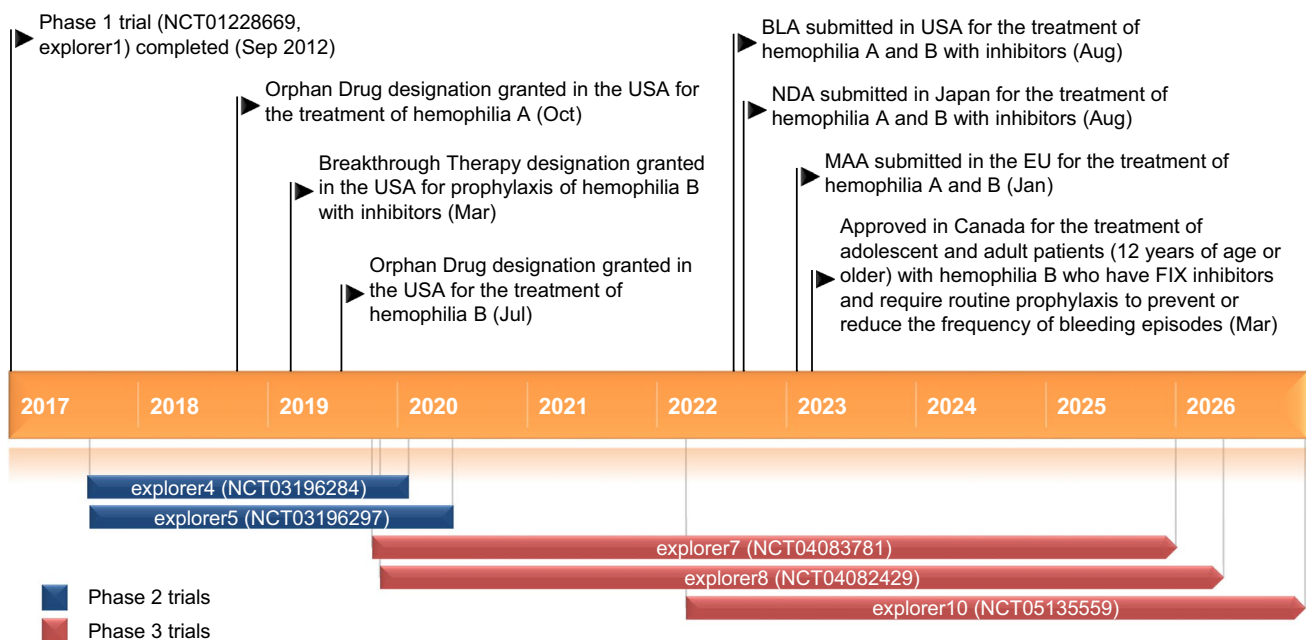 Phase 1 trial (NCT01228669,
explorer1) completed (Sep 2012)
Orphan Drug designation granted in the USA for
the treatment of hemophilia A (Oct)
Breakthrough Therapy designation granted
in the USA for prophylaxis of hemophilia B
with inhibitors (Mar)
Orphan Drug designation granted in
the USA for the treatment of
hemophilia B (Jul)
BLA submitted in USA for the treatment of
hemophilia A and B with inhibitors (Aug)
NDA submitted in Japan for the treatment of
hemophilia A and B with inhibitors (Aug)
MAA submitted in the EU for the treatment of
hemophilia A and B (Jan)
Approved in Canada for the treatment of
adolescent and adult patients (12 years of age or
older) with hemophilia B who have FIX inhibitors
and require routine prophylaxis to prevent or
reduce the frequency of bleeding episodes (Mar)
2017 2018 2019 2020 2021 2022 2023 2024 2025 2026
explorer4 (NCT03196284)
explorer5 (NCT03196297)
explorer7 (NCT04083781)
explorer8 (NCT04082429)
explorer10 (NCT05135559)
Phase 2 trials
Phase 3 trials